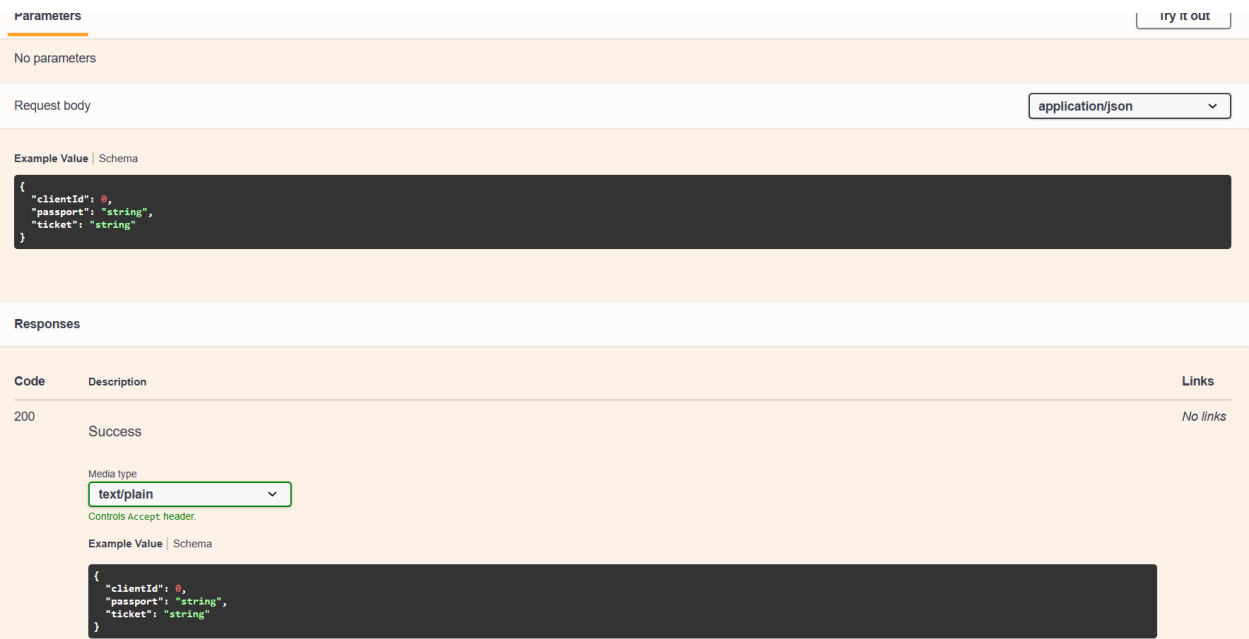 Parameters
Try it out
No parameters
Request body
application/json
Example Value | Schema
{
  "clientId": 0,
  "passport": "string",
  "ticket": "string"
}
Responses
Code Description Links
200 Success No links
Media type
text/plain
Controls Accept header.
Example Value | Schema
{
  "clientId": 0,
  "passport": "string",
  "ticket": "string"
}